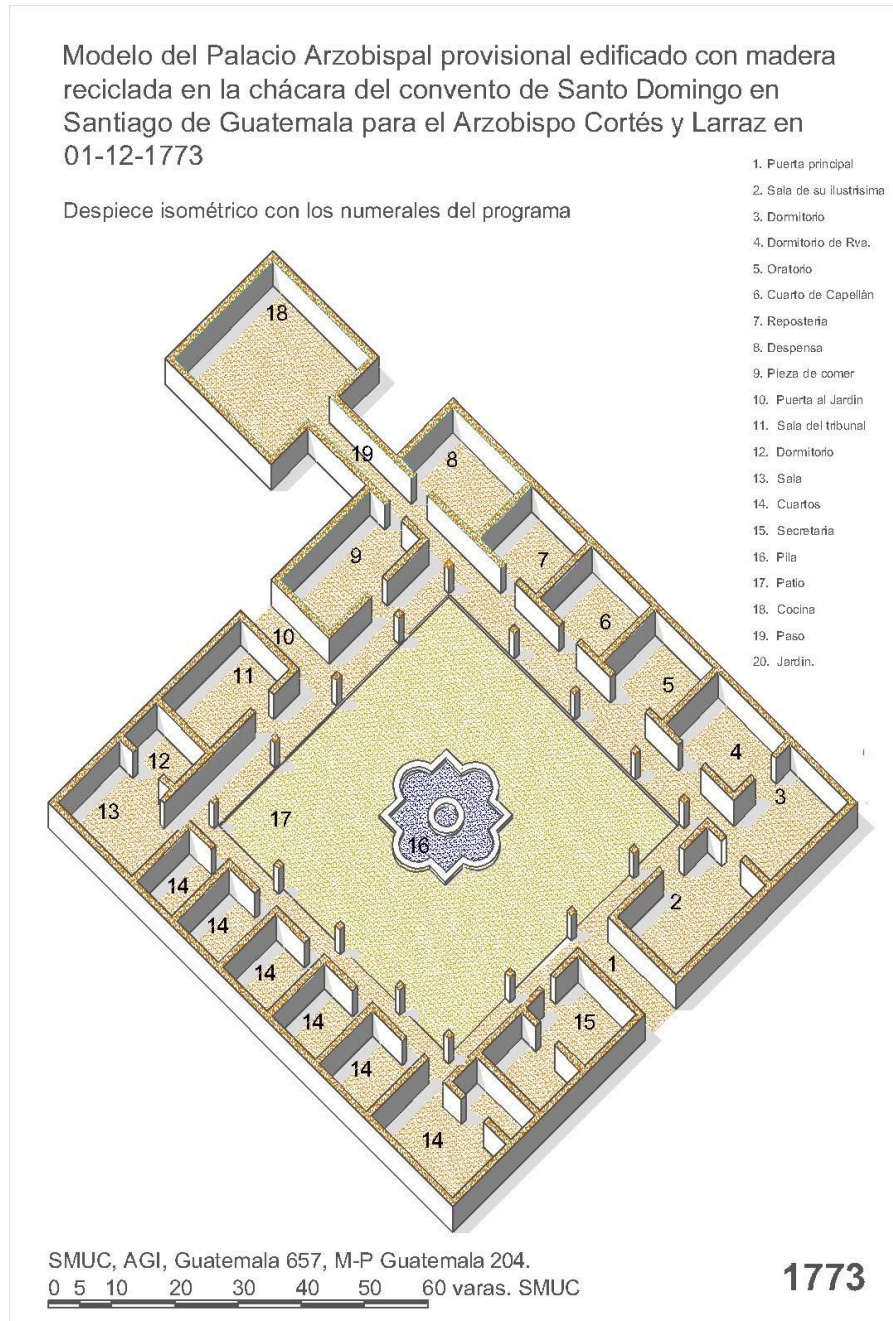 Modelo del Palacio Arzobispal provisional edificado con madera
reciclada en la chácara del convento de Santo Domingo en
Santiago de Guatemala para el Arzobispo Cortés y Larraz en
01-12-1773
Despiece isométrico con los numerales del programa
1. Puerta principal
2. Sala de su ilustrisima
3. Dormitorio
4. Dormitorio de Rva.
5. Oratorio
6. Cuarto de Capellán
7. Reposteria
8. Despensa
9. Pieza de comer
10. Puerta al Jardin
11. Sala del tribunal
12. Dormitorio
13. Sala
14. Cuartos
15. Secretaria
16. Pila
17. Patio
18. Cocina
19. Paso
20. Jardin.
18
19
8
9
7
6
10
5
11
4
12
3
13
17
16
14
2
14
1
14
15
14
14
14
SMUC, AGI, Guatemala 657, M-P Guatemala 204.
0 5 10 20 30 40 50 60 varas. SMUC
1773